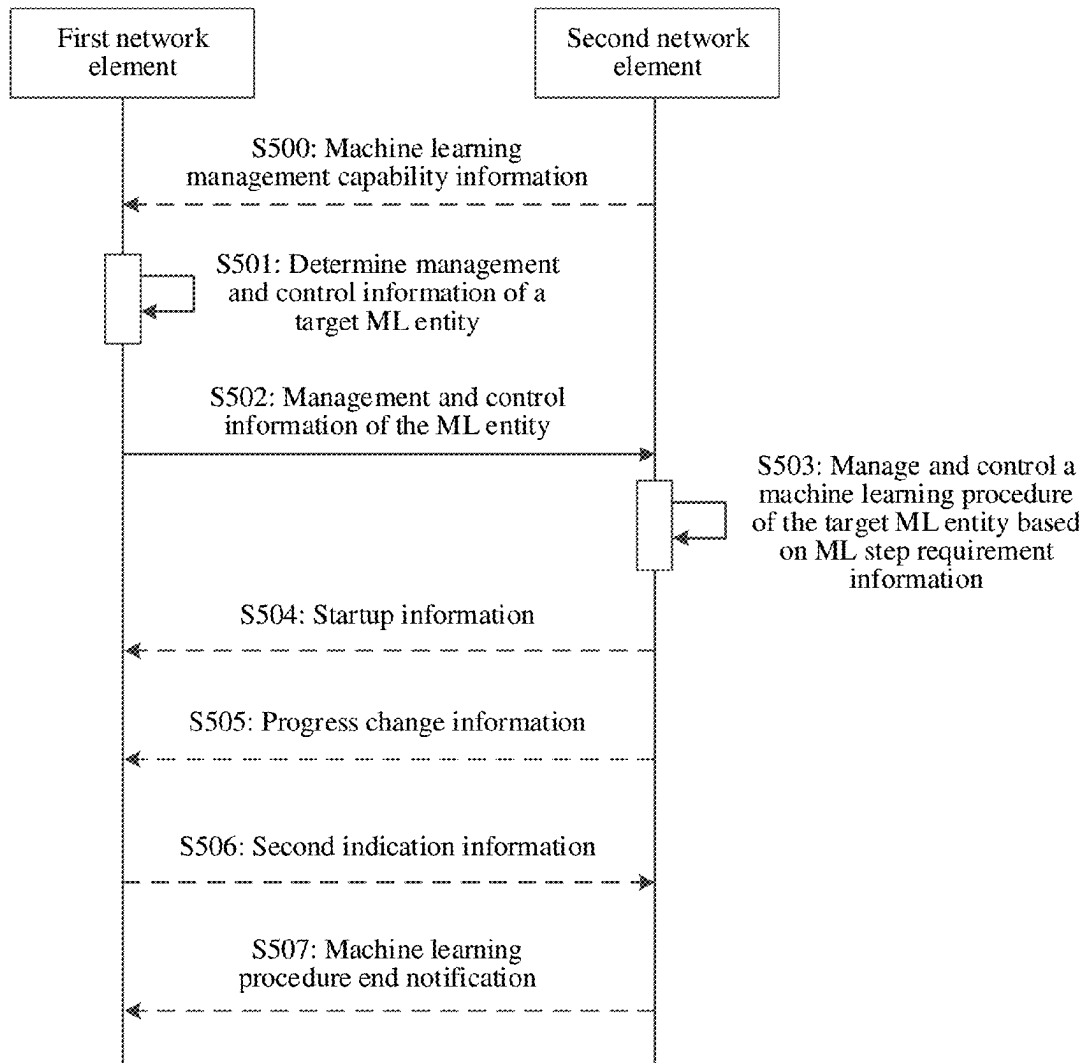 First network
element
Second network
element
S500: Machine learning
management capability information
S501: Determine management
and control information of a
target ML entity
S502: Management and control
information of the ML entity
S503: Manage and control a
machine learning procedure
of the target ML entity based
on ML step requirement
information
S504: Startup information
S505: Progress change information
S506: Second indication information
S507: Machine learning
procedure end notification